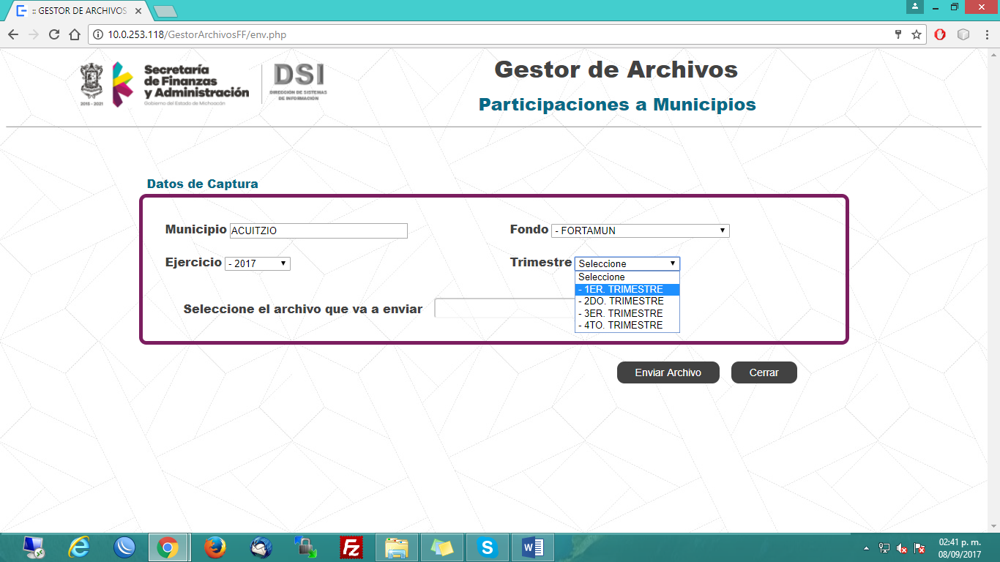 :: GESTOR DE ARCHIVOS
10.0.253.118/GestorArchivosFF/env.php
Secretaría
de Finanzas
y Administración
Gobierno del Estado de Michoacán
2015 - 2021
DSI
DIRECCIÓN DE SISTEMAS
DE INFORMACIÓN
Gestor de Archivos
Participaciones a Municipios
Datos de Captura
Municipio ACUITZIO
Fondo - FORTAMUN
Ejercicio - 2017
Trimestre Seleccione
Seleccione
- 1ER. TRIMESTRE
- 2DO. TRIMESTRE
- 3ER. TRIMESTRE
- 4TO. TRIMESTRE
Seleccione el archivo que va a enviar
Enviar Archivo
Cerrar
02:41 p. m.
08/09/2017